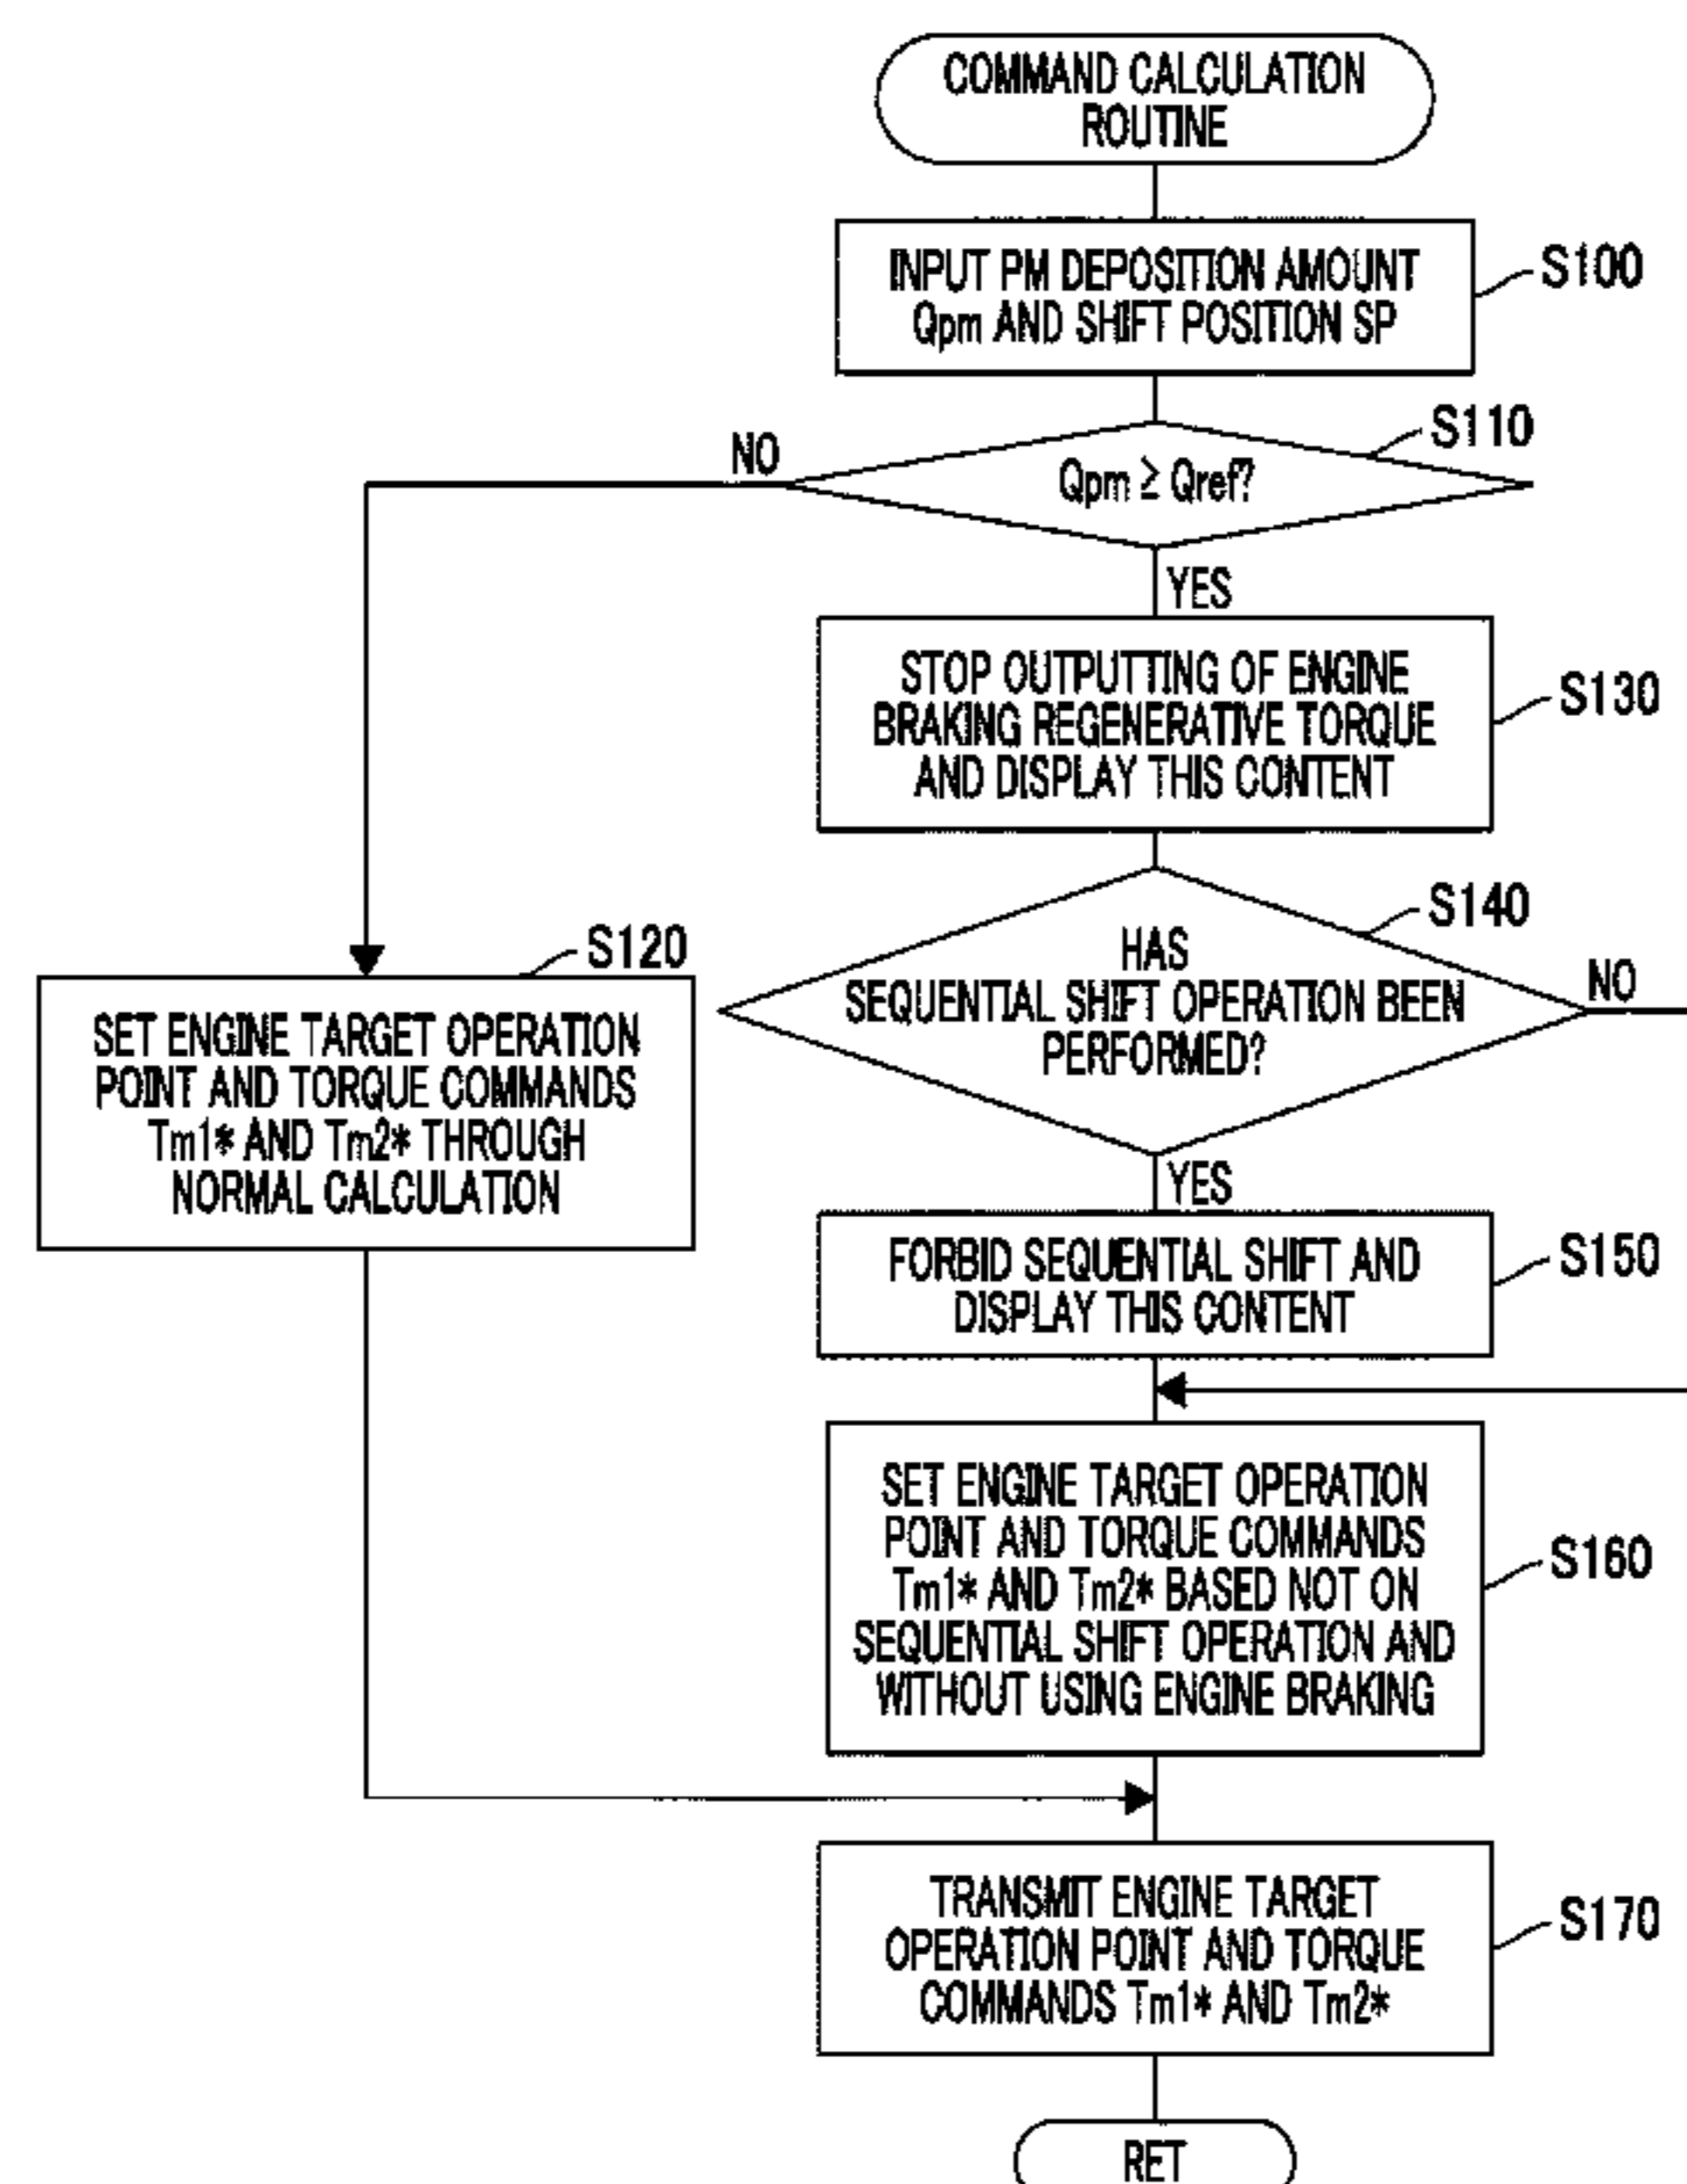 COMMAND CALCULATION
ROUTINE
INPUT PM DEPOSITION AMOUNT
Qpm AND SHIFT POSITION SP
S100
S110
NO
Qpm ≥ Qref?
YES
STOP OUTPUTTING OF ENGINE
BRAKING REGENERATIVE TORQUE
AND DISPLAY THIS CONTENT
S130
S120
SET ENGINE TARGET OPERATION
POINT AND TORQUE COMMANDS
Tm1* AND Tm2* THROUGH
NORMAL CALCULATION
S140
HAS
SEQUENTIAL SHIFT OPERATION BEEN
PERFORMED?
NO
YES
FORBID SEQUENTIAL SHIFT AND
DISPLAY THIS CONTENT
S150
SET ENGINE TARGET OPERATION
POINT AND TORQUE COMMANDS
Tm1* AND Tm2* BASED NOT ON
SEQUENTIAL SHIFT OPERATION AND
WITHOUT USING ENGINE BRAKING
S160
TRANSMIT ENGINE TARGET
OPERATION POINT AND TORQUE
COMMANDS Tm1* AND Tm2*
S170
RET